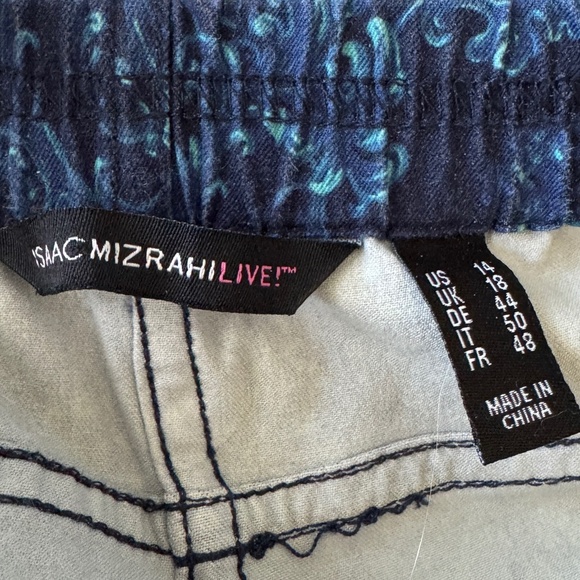 ISAAC MIZRAHI LIVE!™
US 14
UK 18
DE 44
IT 50
FR 48
MADE IN
CHINA